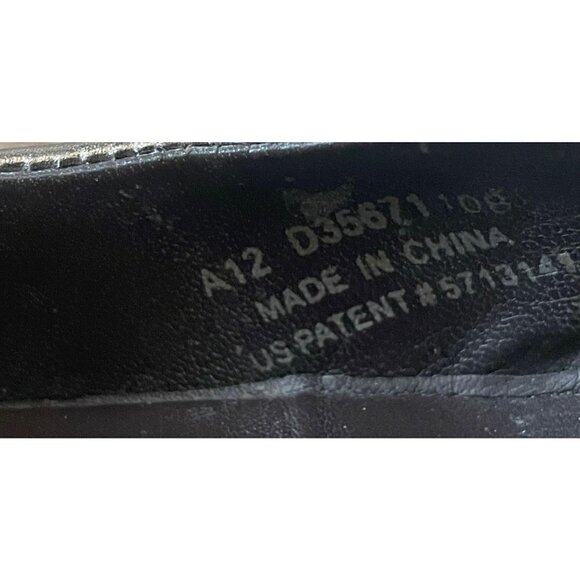 A12 D35671 108
MADE IN CHINA
US PATENT # 5713141